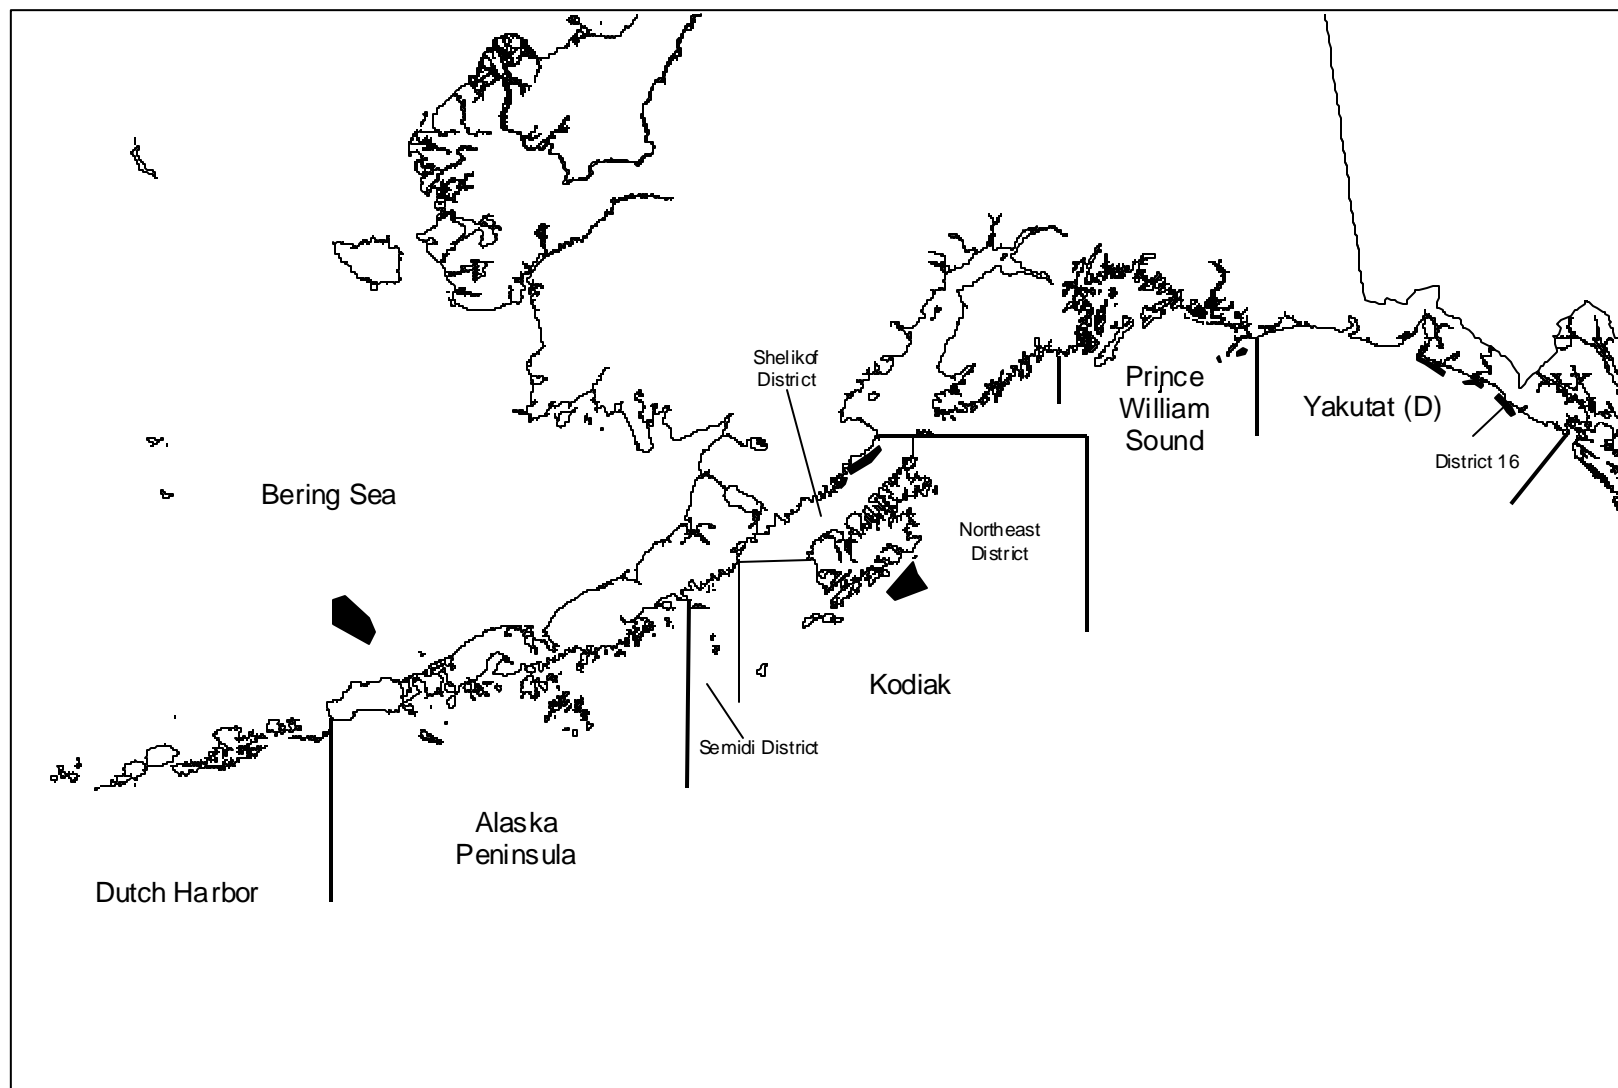 Shelikof
District
Prince
William
Sound
Yakutat (D)
District 16
Bering Sea
Northeast
District
Kodiak
Semidi District
Alaska
Peninsula
Dutch Harbor